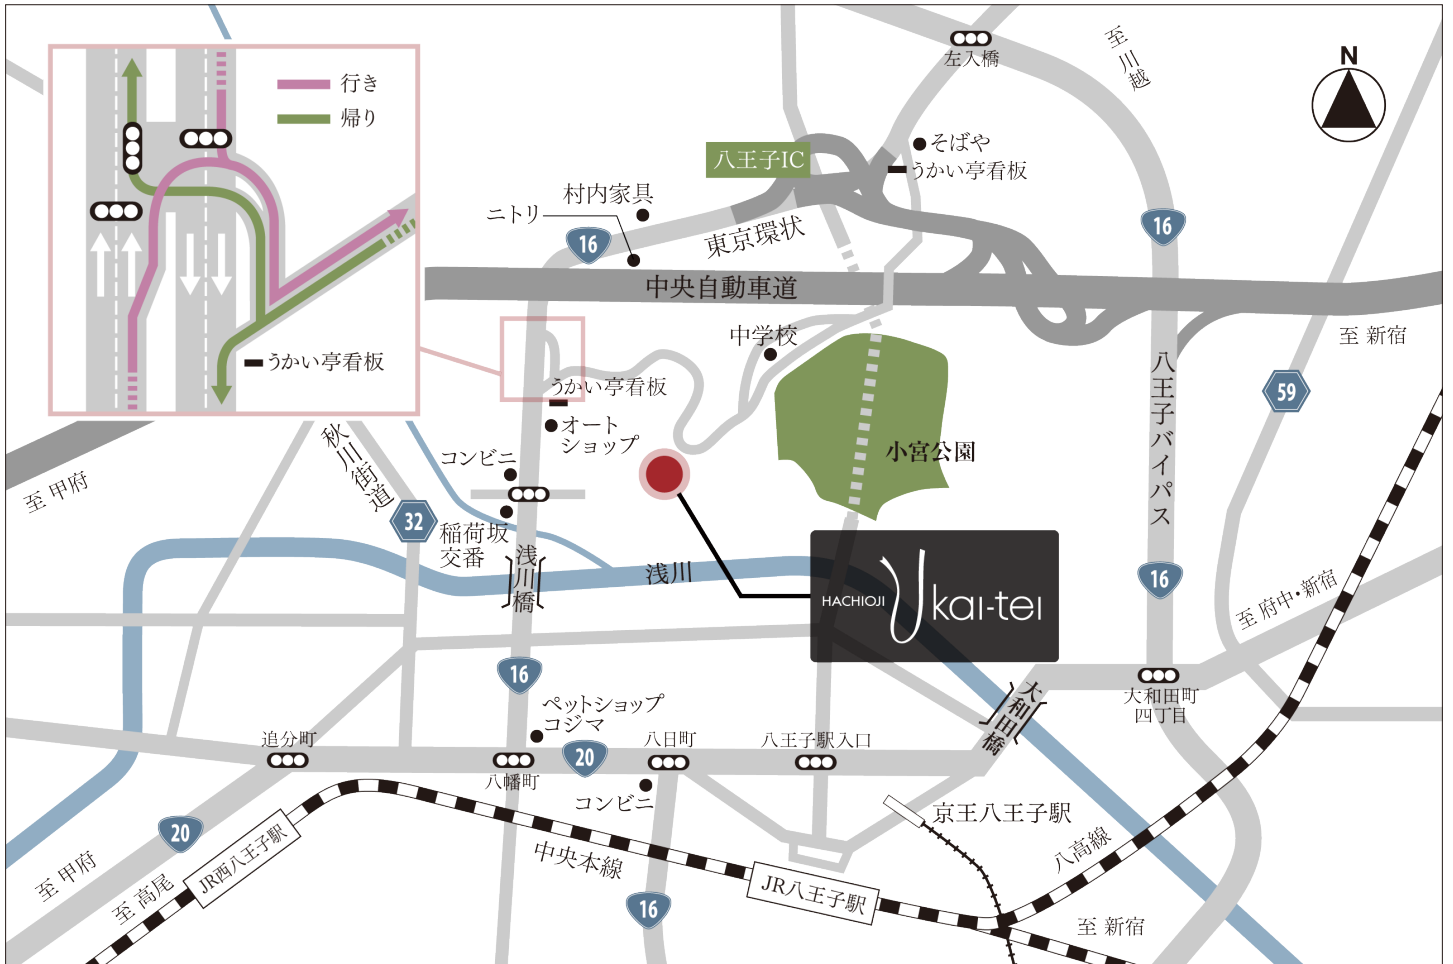 行き
帰り
うかい亭看板
左入橋
至 川越
N
そばや
うかい亭看板
八王子IC
村内家具
ニトリ
16
東京環状
16
中央自動車道
至 新宿
中学校
八王子バイパス
59
うかい亭看板
オート
ショップ
小宮公園
コンビニ
秋川街道
至 甲府
32
稲荷坂
交番
浅川橋
浅川
HACHIOJI
Ukai-tei
16
至 府中・新宿
16
大和田町
四丁目
大和田橋
ペットショップ
コジマ
追分町
八幡町
20
八日町
八王子駅入口
コンビニ
京王八王子駅
20
JR西八王子駅
中央本線
八高線
至 甲府
至 高尾
JR八王子駅
16
至 新宿